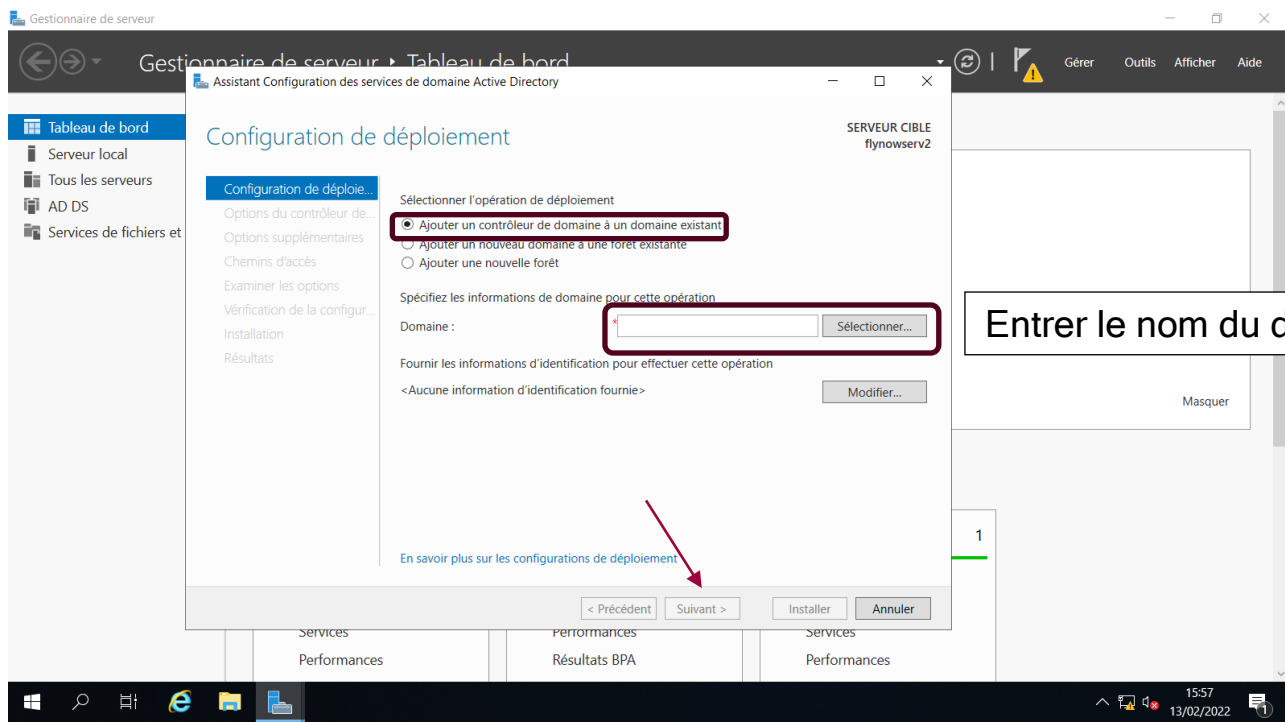 Gestionnaire de serveur
Gestionnaire de serveur ‣ Tableau de bord
Gérer Outils Afficher Aide
Tableau de bord
Serveur local
Tous les serveurs
AD DS
Services de fichiers et
Assistant Configuration des services de domaine Active Directory
Configuration de déploiement
SERVEUR CIBLE
flynowserv2
Configuration de déploie...
Options du contrôleur de...
Options supplémentaires
Chemins d'accès
Examiner les options
Vérification de la configur...
Installation
Résultats
Sélectionner l'opération de déploiement
Ajouter un contrôleur de domaine à un domaine existant
Ajouter un nouveau domaine à une forêt existante
Ajouter une nouvelle forêt
Spécifiez les informations de domaine pour cette opération
Domaine : * Sélectionner...
Fournir les informations d'identification pour effectuer cette opération
<Aucune information d'identification fournie> Modifier...
En savoir plus sur les configurations de déploiement
< Précédent Suivant > Installer Annuler
Entrer le nom du d
Masquer
1
Services Performances Services
Performances Résultats BPA Performances
15:57
13/02/2022
1